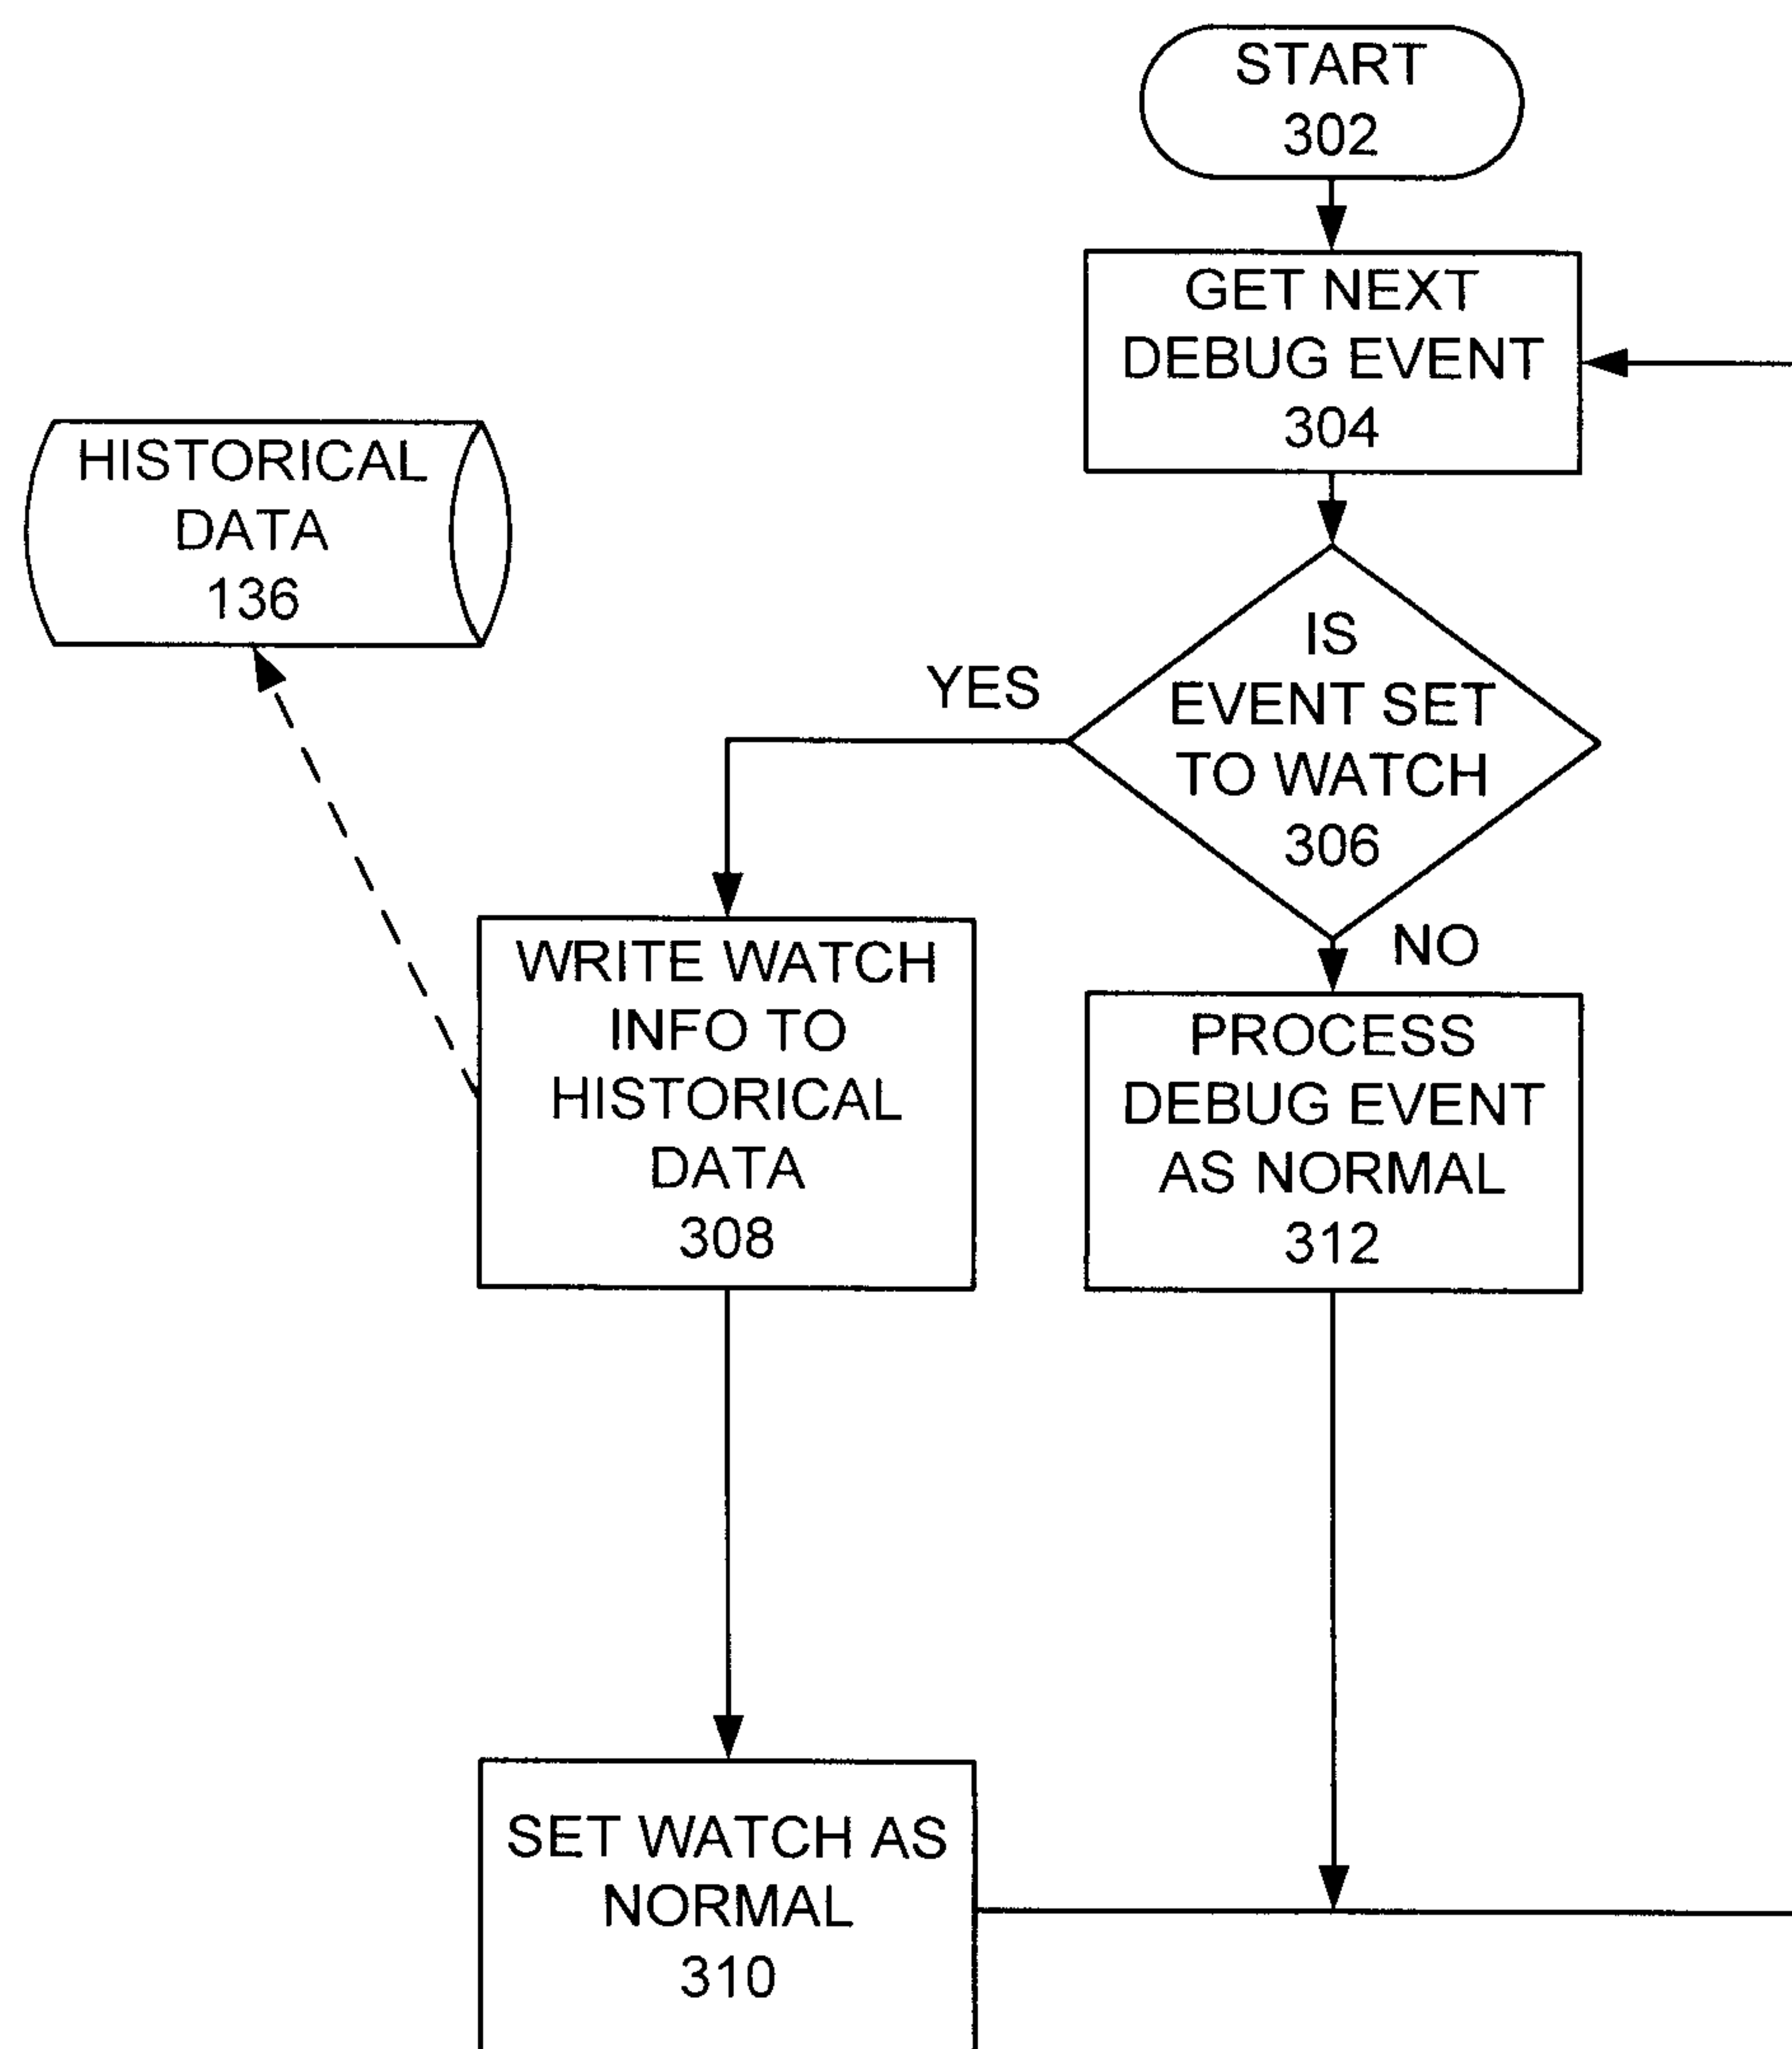 START
302
GET NEXT
DEBUG EVENT
304
HISTORICAL
DATA
136
IS
EVENT SET
TO WATCH
306
YES
NO
WRITE WATCH
INFO TO
HISTORICAL
DATA
308
PROCESS
DEBUG EVENT
AS NORMAL
312
SET WATCH AS
NORMAL
310